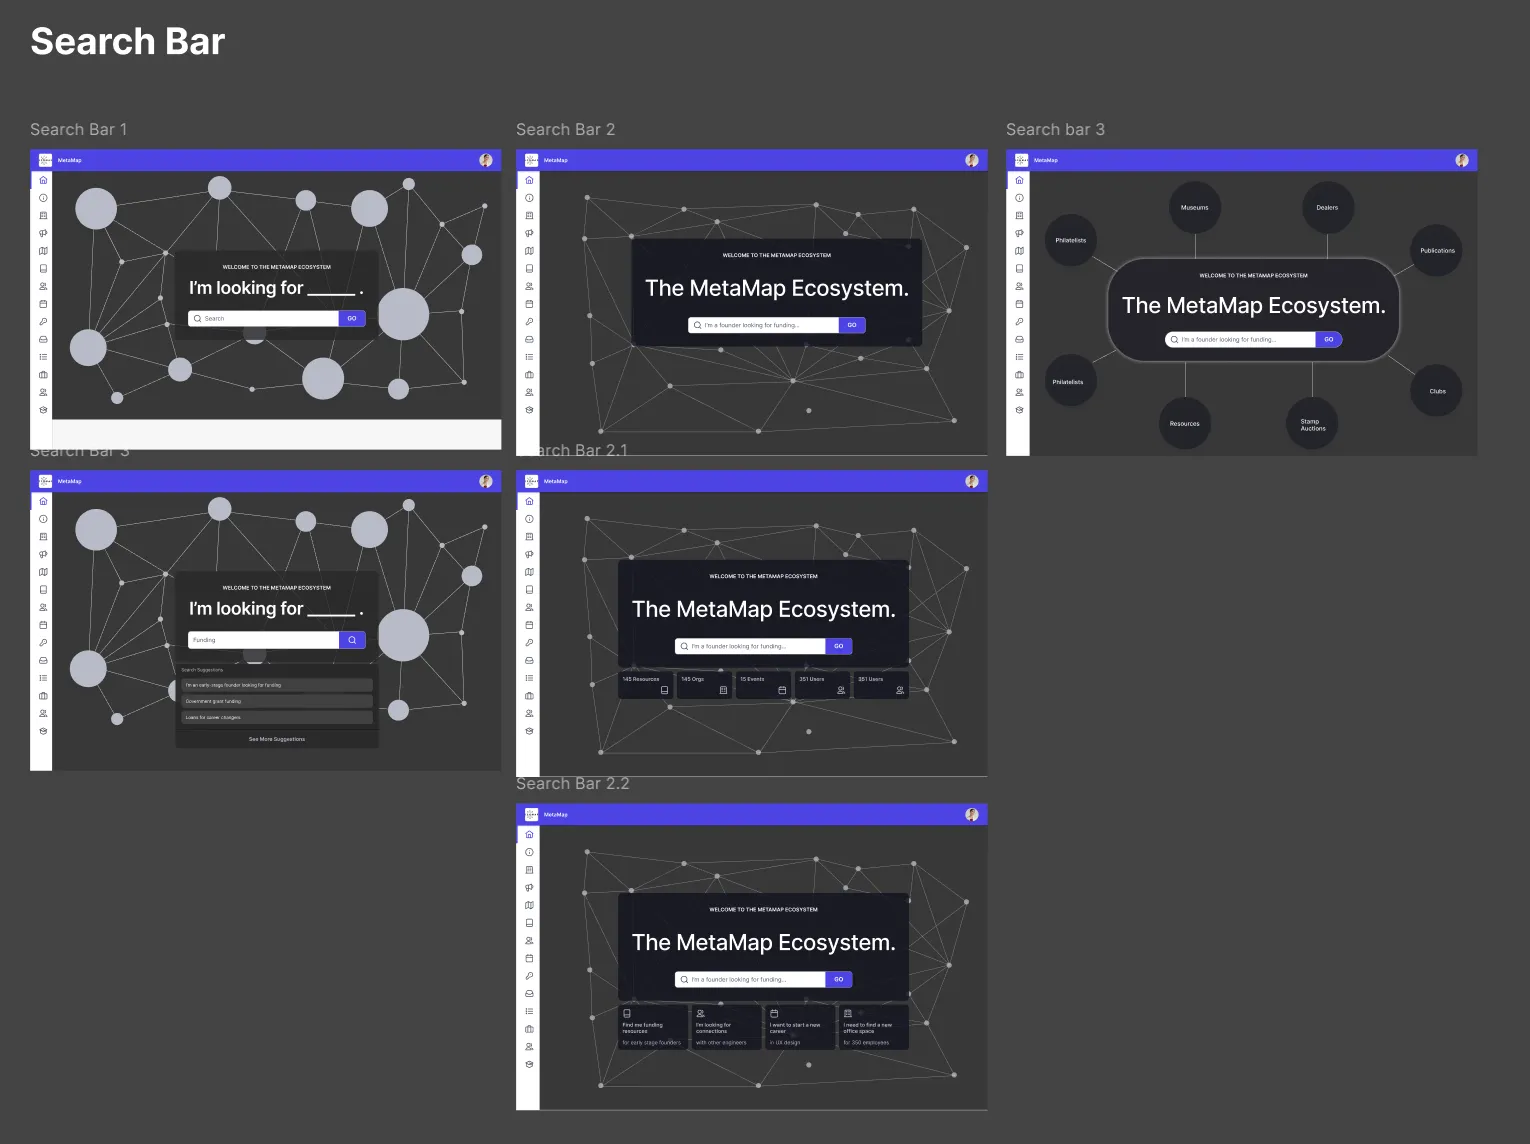 Search Bar
Search Bar 1
MetaMap
WELCOME TO THE METAMAP ECOSYSTEM
I'm looking for _____ .
Search
GO
Search Bar 2
MetaMap
WELCOME TO THE METAMAP ECOSYSTEM
The MetaMap Ecosystem.
I'm a founder looking for funding...
GO
Search bar 3
MetaMap
Museums
Dealers
Philatelists
Publications
WELCOME TO THE METAMAP ECOSYSTEM
The MetaMap Ecosystem.
I'm a founder looking for funding...
GO
Philatelists
Clubs
Resources
Stamp
Auctions
Search Bar 3
MetaMap
WELCOME TO THE METAMAP ECOSYSTEM
I'm looking for _____ .
Funding
Search Suggestions
I'm an early-stage founder looking for funding
Government grant funding
Loans for career changers
See More Suggestions
Search Bar 2.1
MetaMap
WELCOME TO THE METAMAP ECOSYSTEM
The MetaMap Ecosystem.
I'm a founder looking for funding...
GO
145 Resources
145 Orgs
15 Events
351 Users
351 Users
Search Bar 2.2
MetaMap
WELCOME TO THE METAMAP ECOSYSTEM
The MetaMap Ecosystem.
I'm a founder looking for funding...
GO
Find me funding
resources
for early stage founders
I'm looking for
connections
with other engineers
I want to start a new
career
in UX design
I need to find a new
office space
for 350 employees